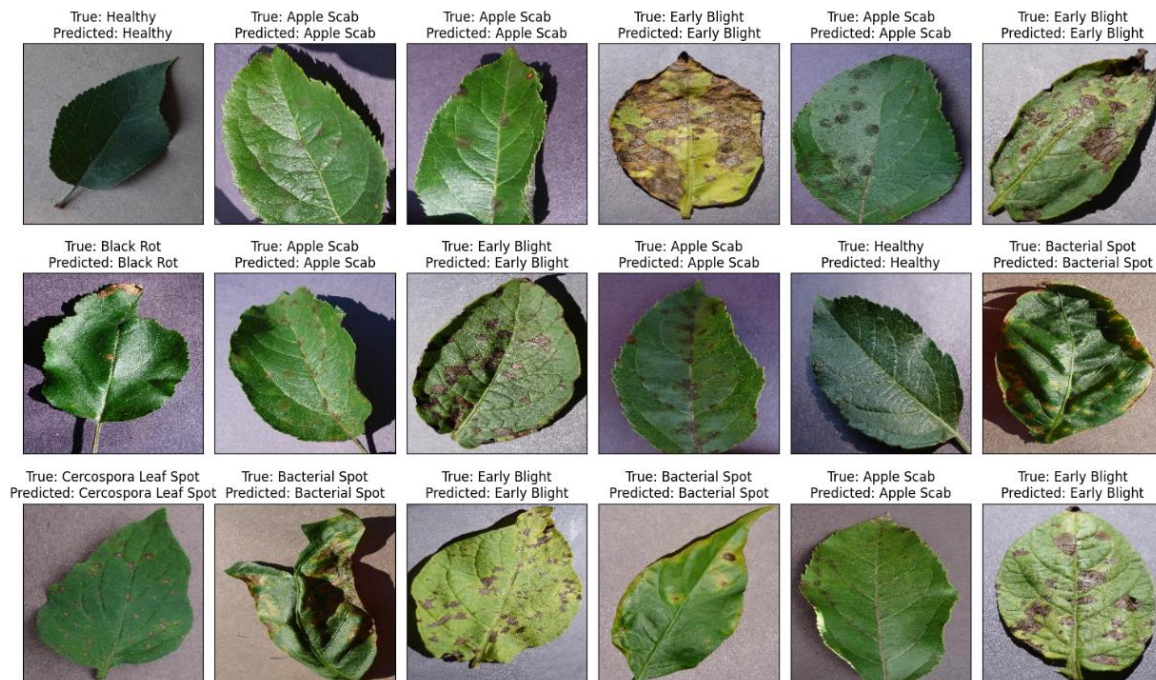 True: Healthy
Predicted: Healthy
True: Apple Scab
Predicted: Apple Scab
True: Apple Scab
Predicted: Apple Scab
True: Early Blight
Predicted: Early Blight
True: Apple Scab
Predicted: Apple Scab
True: Early Blight
Predicted: Early Blight
True: Black Rot
Predicted: Black Rot
True: Apple Scab
Predicted: Apple Scab
True: Early Blight
Predicted: Early Blight
True: Apple Scab
Predicted: Apple Scab
True: Healthy
Predicted: Healthy
True: Bacterial Spot
Predicted: Bacterial Spot
True: Cercospora Leaf Spot
Predicted: Cercospora Leaf Spot
True: Bacterial Spot
Predicted: Bacterial Spot
True: Early Blight
Predicted: Early Blight
True: Bacterial Spot
Predicted: Bacterial Spot
True: Apple Scab
Predicted: Apple Scab
True: Early Blight
Predicted: Early Blight